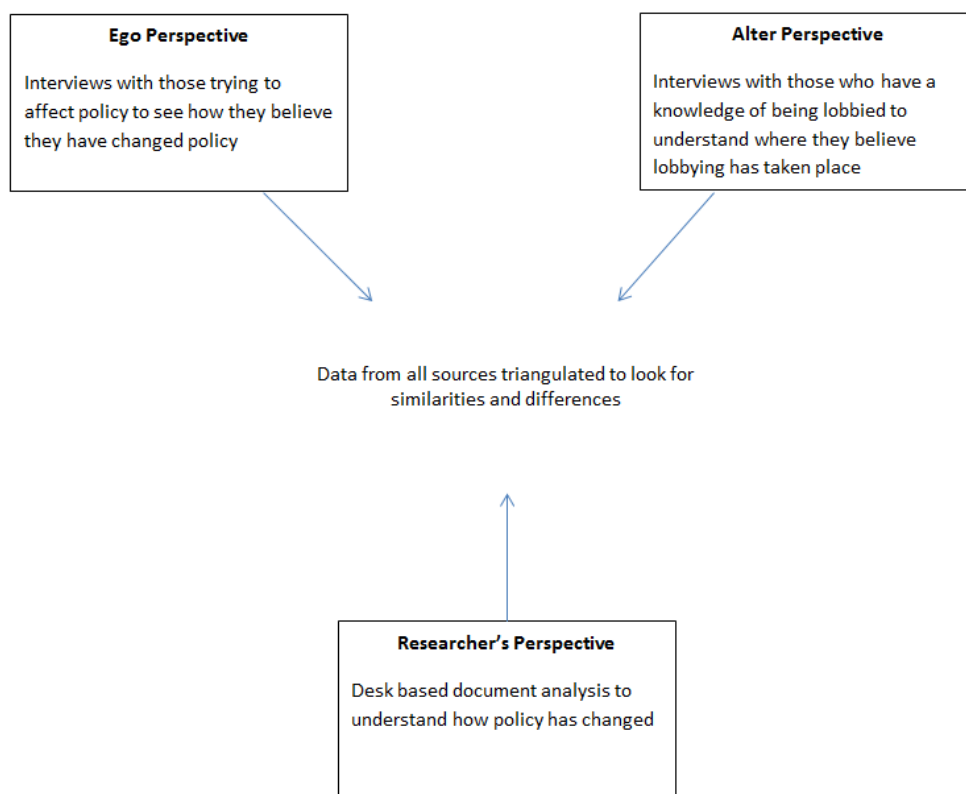 Ego Perspective
Interviews with those trying to
affect policy to see how they believe
they have changed policy
Alter Perspective
Interviews with those who have a
knowledge of being lobbied to
understand where they believe
lobbying has taken place
Data from all sources triangulated to look for
similarities and differences
Researcher’s Perspective
Desk based document analysis to
understand how policy has changed